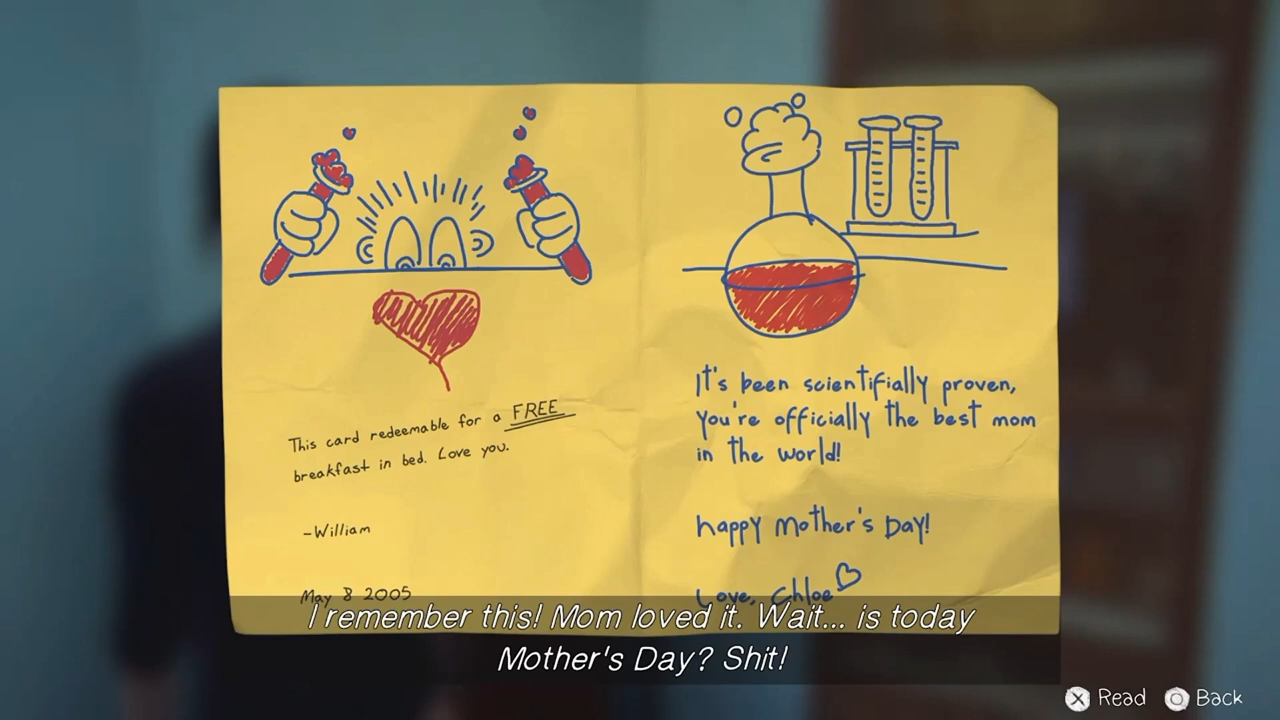 This card redeemable for a FREE
breakfast in bed. Love you.
-William
May 8 2005
It's been scientifially proven,
you're officially the best mom
in the world!
happy Mother's Day!
Love, Chloe
I remember this! Mom loved it. Wait... is today
Mother's Day? Shit!
Read Back